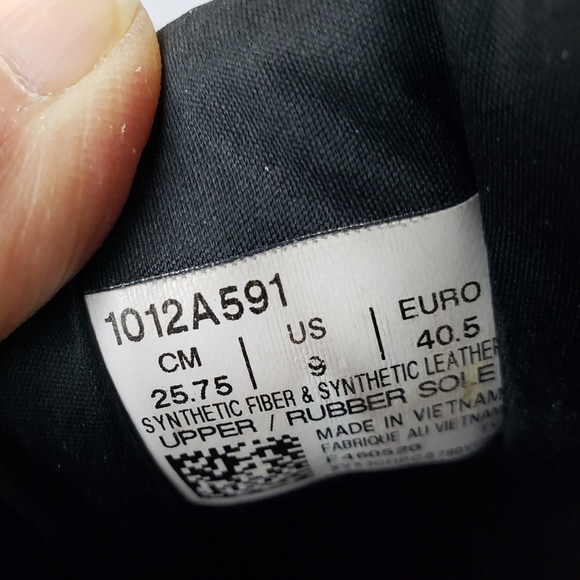 1012A591
CM | US | EURO
25.75 | 9 | 40.5
SYNTHETIC FIBER & SYNTHETIC LEATHER
UPPER / RUBBER SOLE
MADE IN VIETNAM
FABRIQUE AU VIETNAM